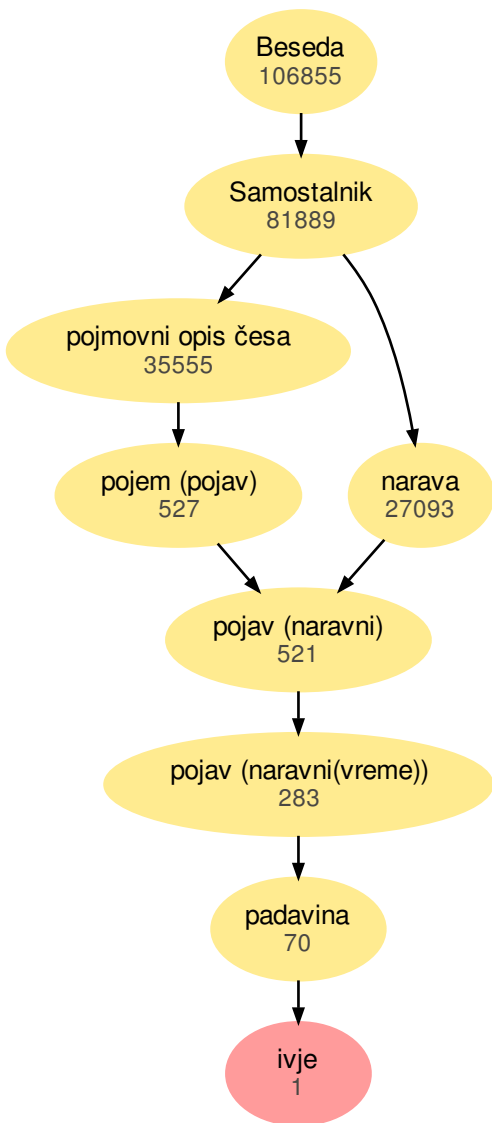 Beseda
106855
Samostalnik
81889
pojmovni opis česa
35555
pojem (pojav)
527
narava
27093
pojav (naravni)
521
pojav (naravni(vreme))
283
padavina
70
ivje
1